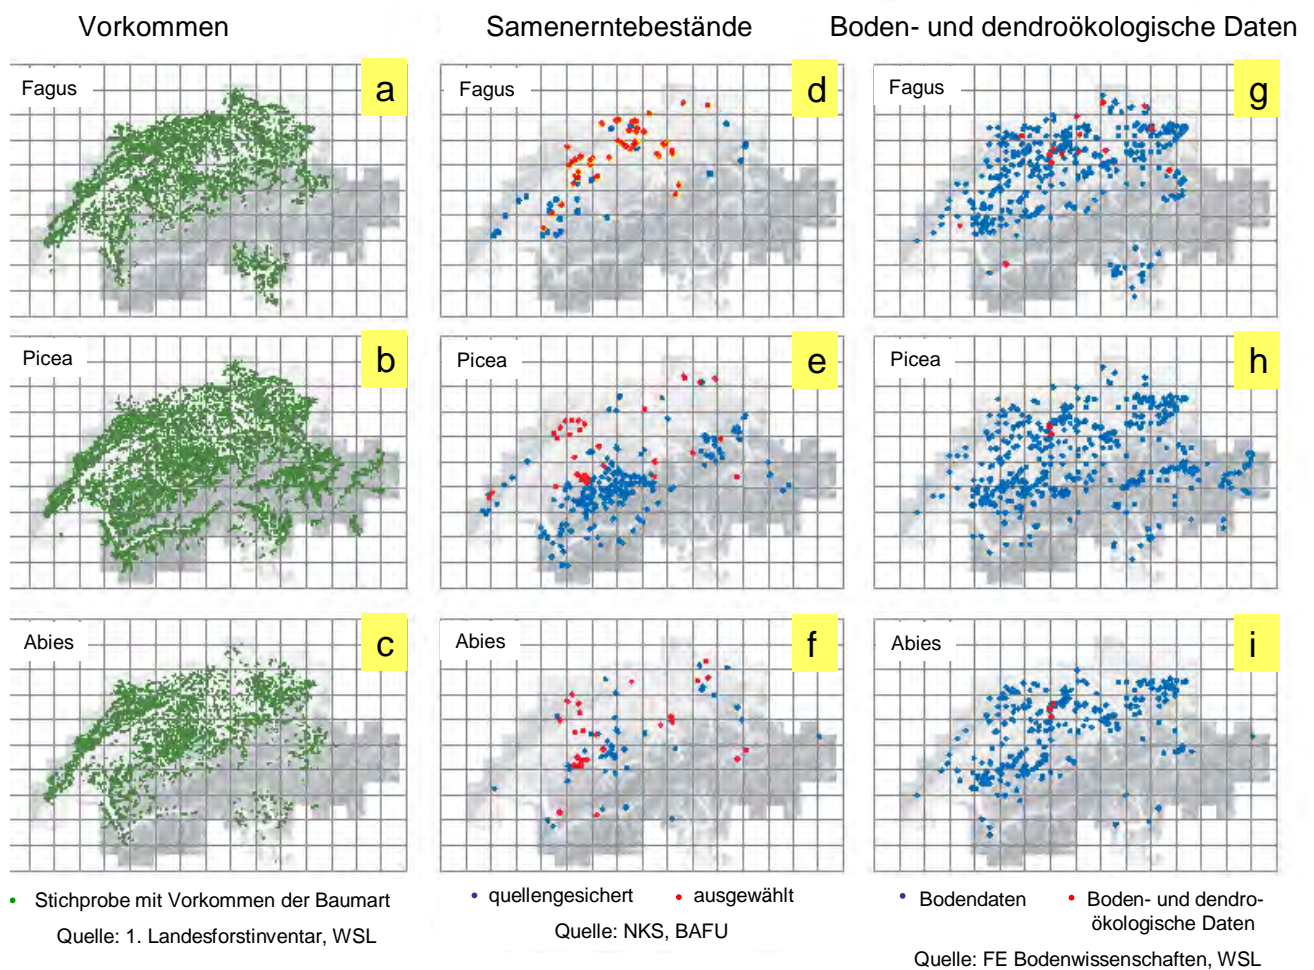 Vorkommen
Samenerntebestände
Boden- und dendroökologische Daten
Fagus
a
Fagus
d
Fagus
g
Picea
b
Picea
e
Picea
h
Abies
c
Abies
f
Abies
i
Stichprobe mit Vorkommen der Baumart
Quelle: 1. Landesforstinventar, WSL
quellengesichert
ausgewählt
Quelle: NKS, BAFU
Bodendaten
Boden- und dendro-
ökologische Daten
Quelle: FE Bodenwissenschaften, WSL